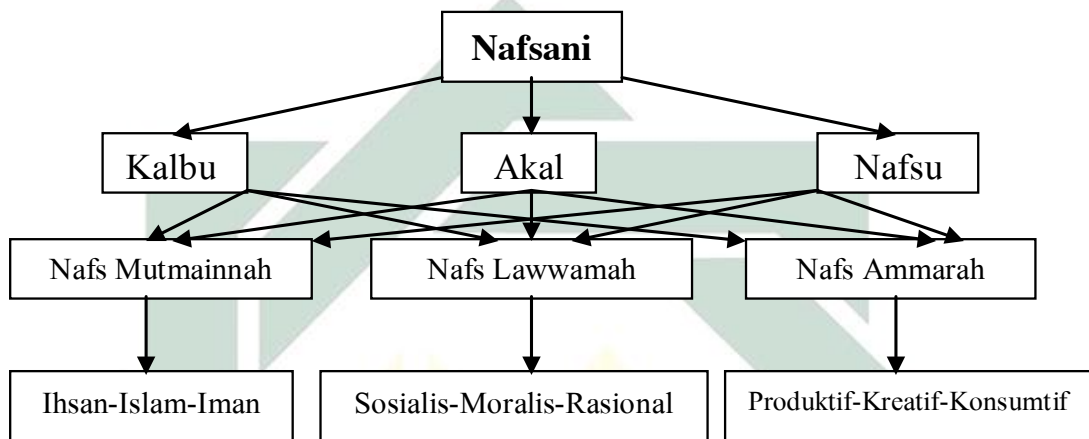 Nafsani
Kalbu
Akal
Nafsu
Nafs Mutmainnah
Nafs Lawwamah
Nafs Ammarah
Ihsan-Islam-Iman
Sosialis-Moralis-Rasional
Produktif-Kreatif-Konsumtif